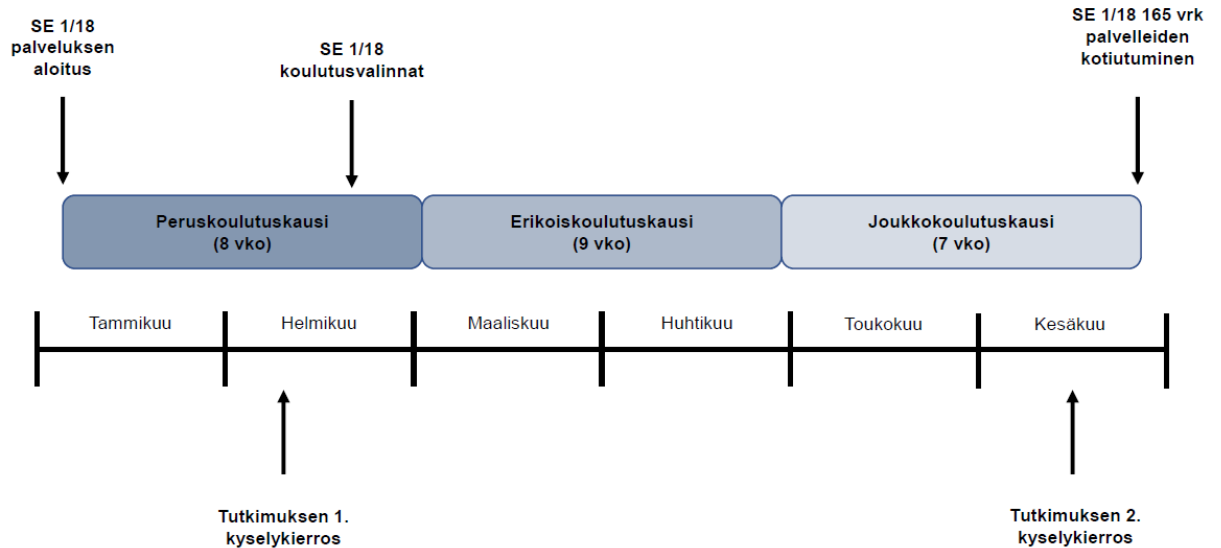 SE 1/18
palveluksen
aloitus
SE 1/18
koulutusvalinnat
SE 1/18 165 vrk
palvelleiden
kotiutuminen
Peruskoulutuskausi
(8 vko)
Erikoiskoulutuskausi
(9 vko)
Joukkokoulutuskausi
(7 vko)
Tammikuu
Helmikuu
Maaliskuu
Huhtikuu
Toukokuu
Kesäkuu
Tutkimuksen 1.
kyselykierros
Tutkimuksen 2.
kyselykierros